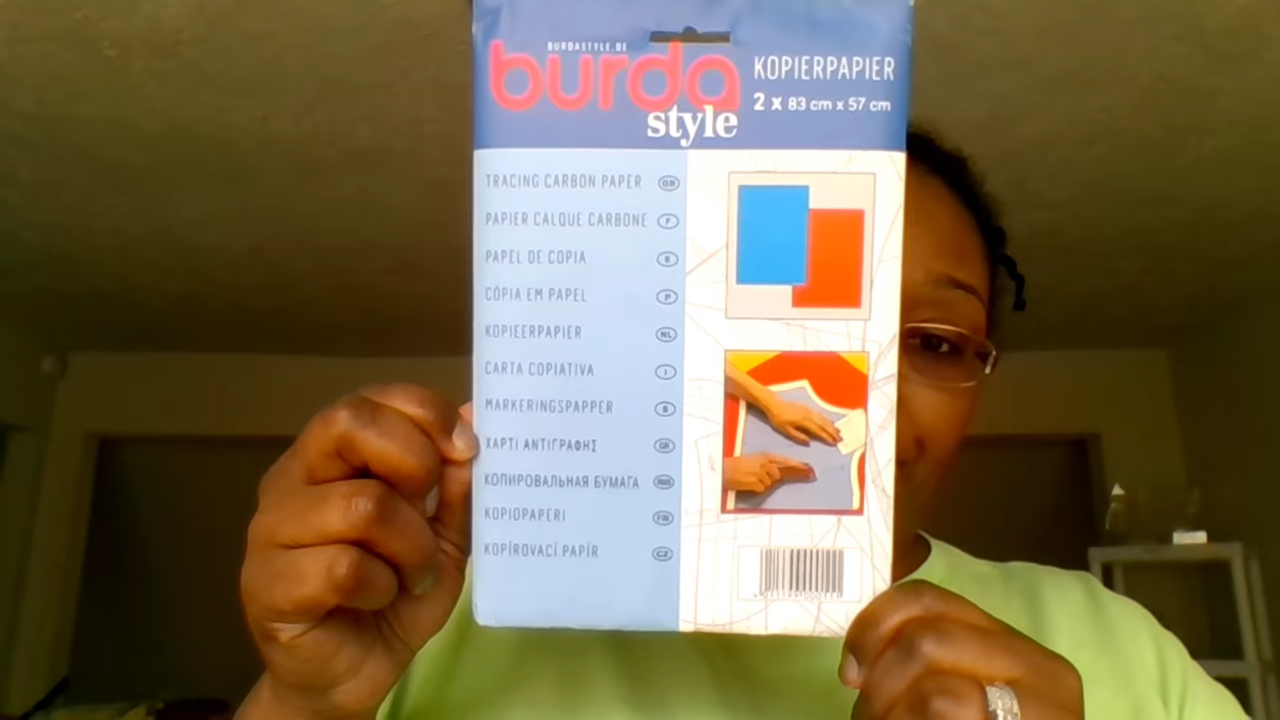 BURDASTYLE.DE
burda
style
KOPIERPAPIER
2 x 83 cm x 57 cm
TRACING CARBON PAPER GB
PAPIER CALQUE CARBONE F
PAPEL DE COPIA E
CÓPIA EM PAPEL P
KOPIEERPAPIER NL
CARTA COPIATIVA I
MARKERINGSPAPPER S
ΧΑΡΤΙ ΑΝΤΙΓΡΑΦΗΣ GR
КОПИРОВАЛЬНАЯ БУМАГА RUS
KOPIOPAPERI FIN
KOPÍROVACÍ PAPÍR CZ